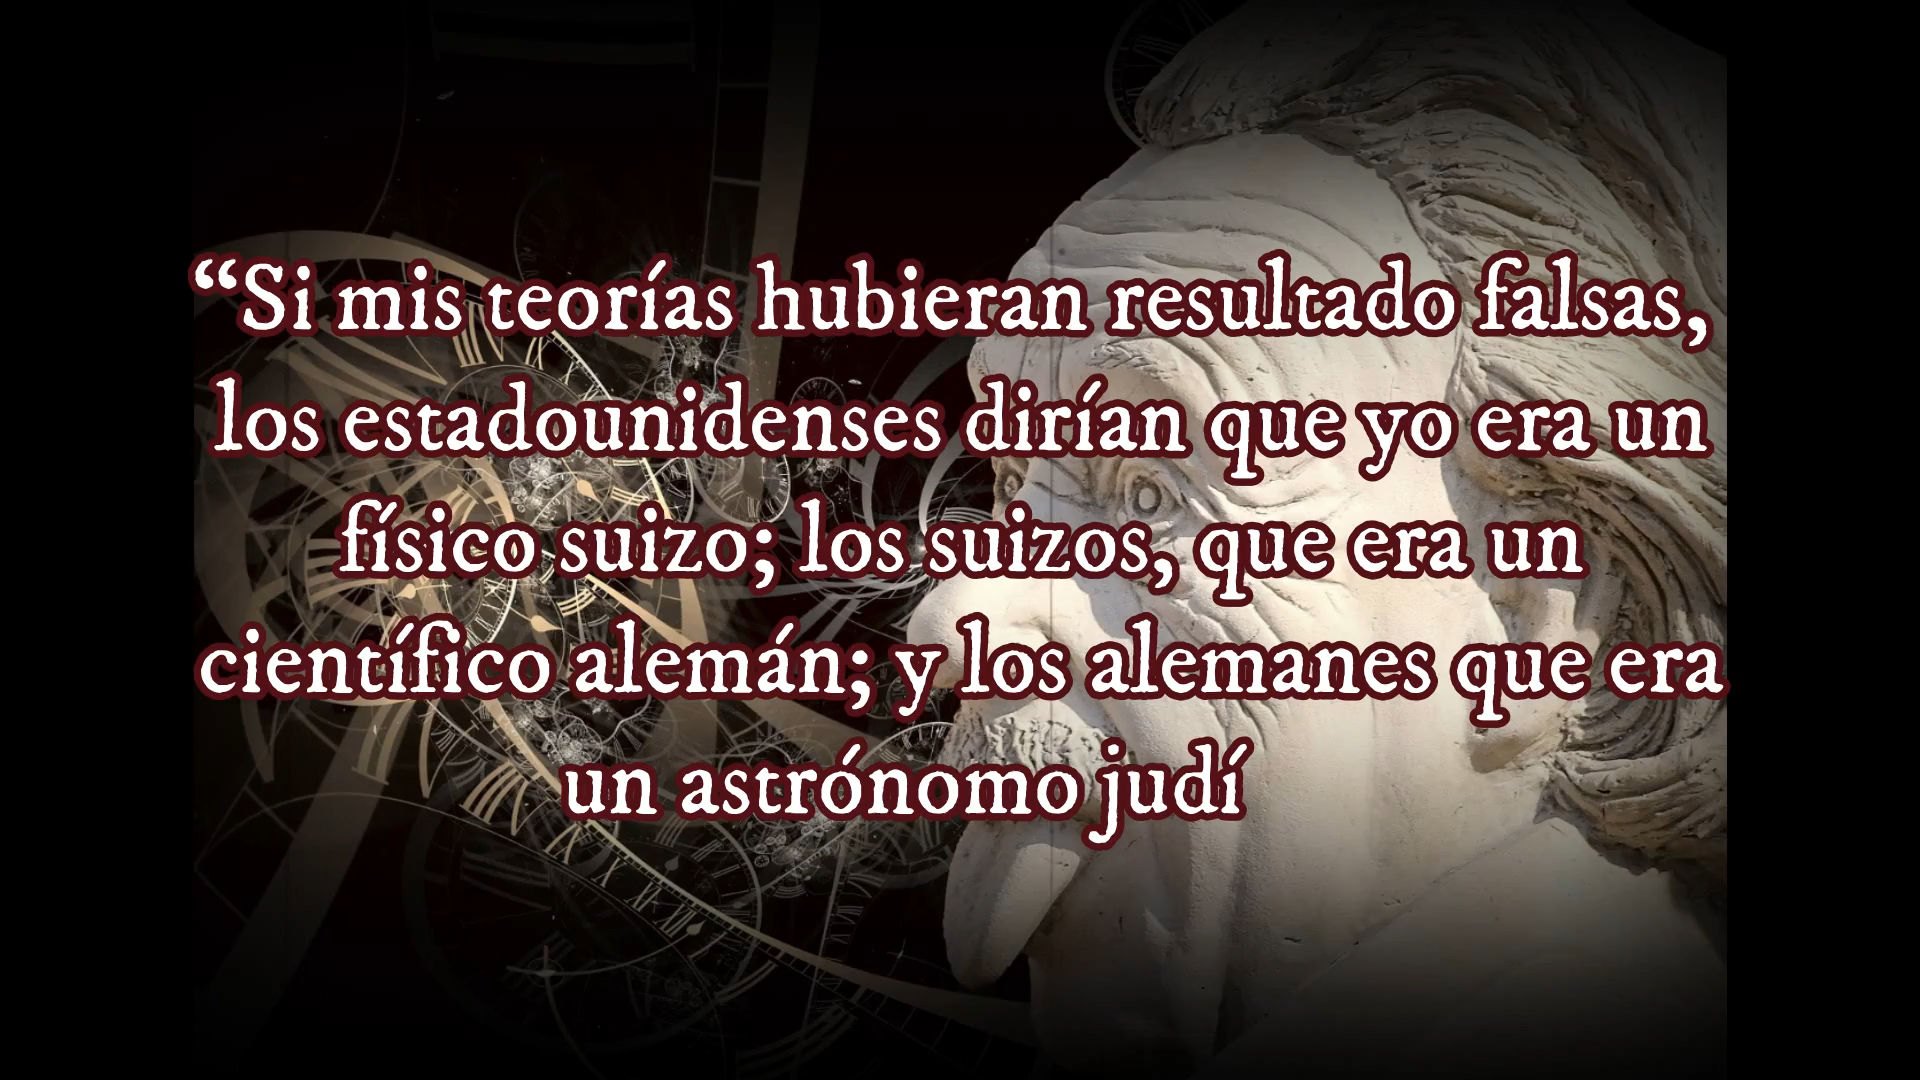 “Si mis teorías hubieran resultado falsas,
los estadounidenses dirían que yo era un
físico suizo; los suizos, que era un
científico alemán; y los alemanes que era
un astrónomo judí